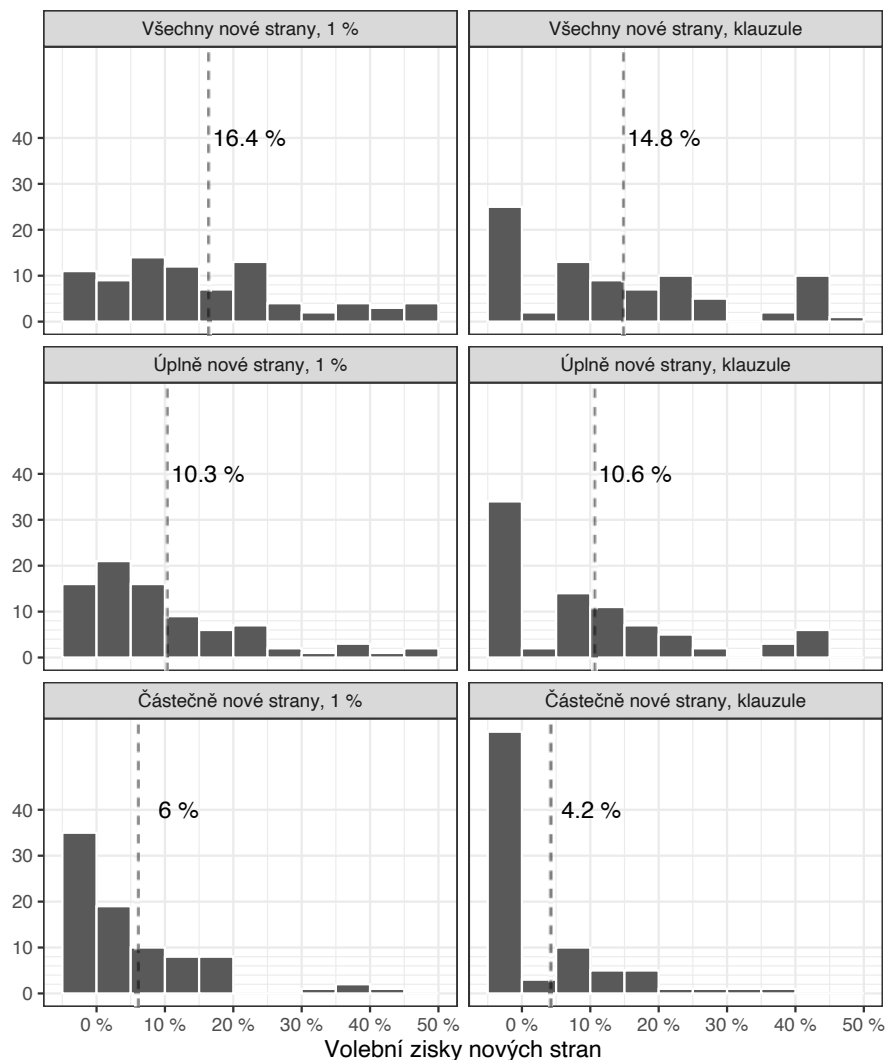 Všechny nové strany, 1 %
Všechny nové strany, klauzule
16.4 %
14.8 %
40
30
20
10
0
Úplně nové strany, 1 %
Úplně nové strany, klauzule
10.3 %
10.6 %
40
30
20
10
0
Částečně nové strany, 1 %
Částečně nové strany, klauzule
6 %
4.2 %
40
30
20
10
0
0 % 10 % 20 % 30 % 40 % 50 %
0 % 10 % 20 % 30 % 40 % 50 %
Volební zisky nových stran